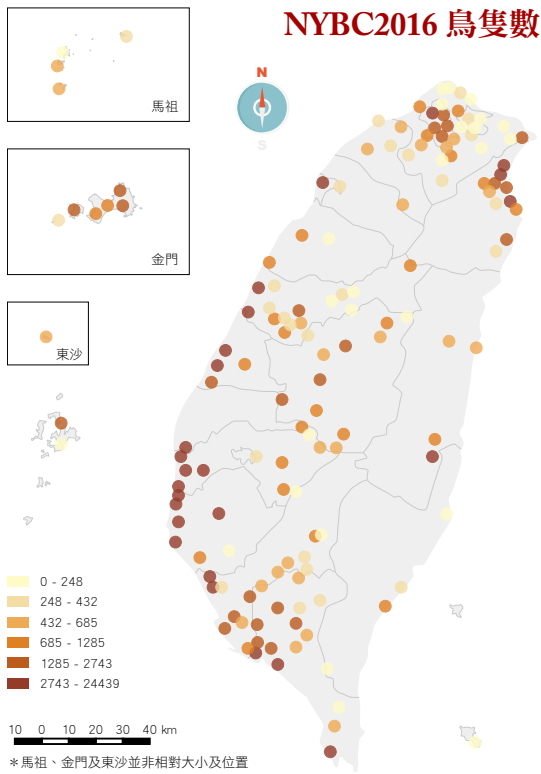 NYBC2016 鳥隻數
馬祖
N
S
金門
東沙
0 - 248
248 - 432
432 - 685
685 - 1285
1285 - 2743
2743 - 24439
10 0 10 20 30 40 km
＊馬祖、金門及東沙並非相對大小及位置